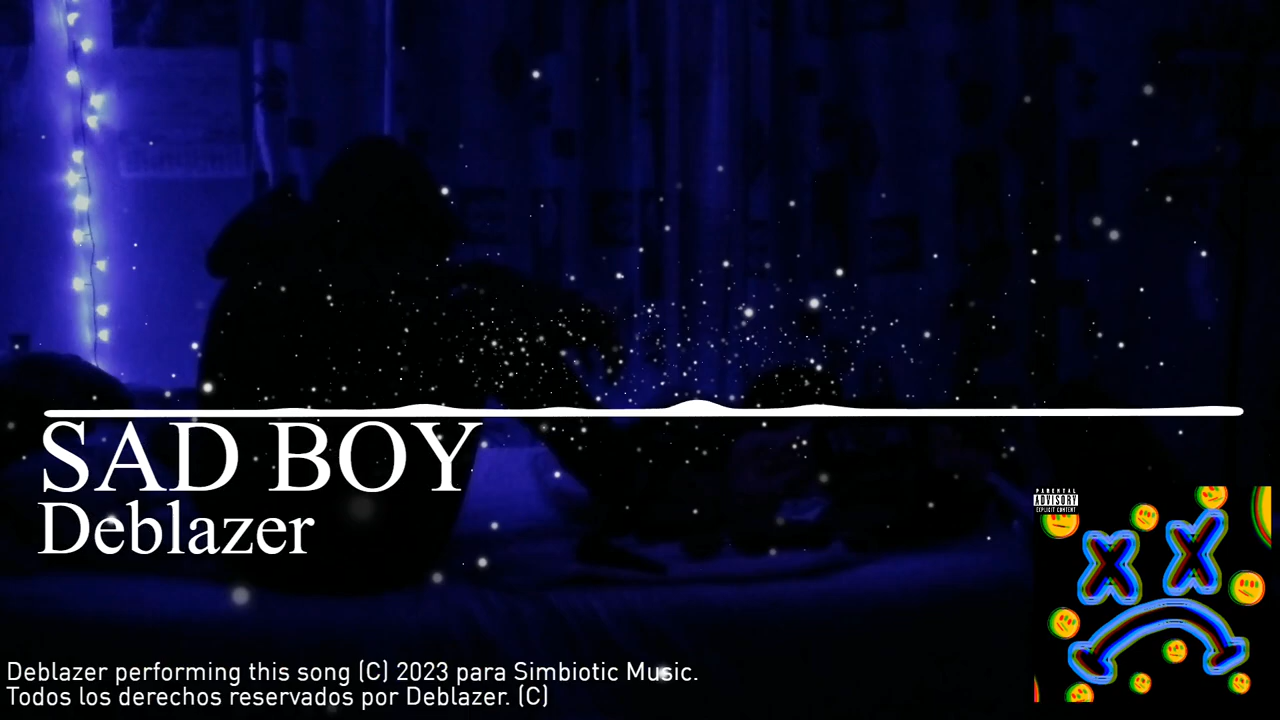 SAD BOY
Deblazer
PARENTAL
ADVISORY
EXPLICIT CONTENT
Deblazer performing this song (C) 2023 para Simbiotic Music.
Todos los derechos reservados por Deblazer. (C)